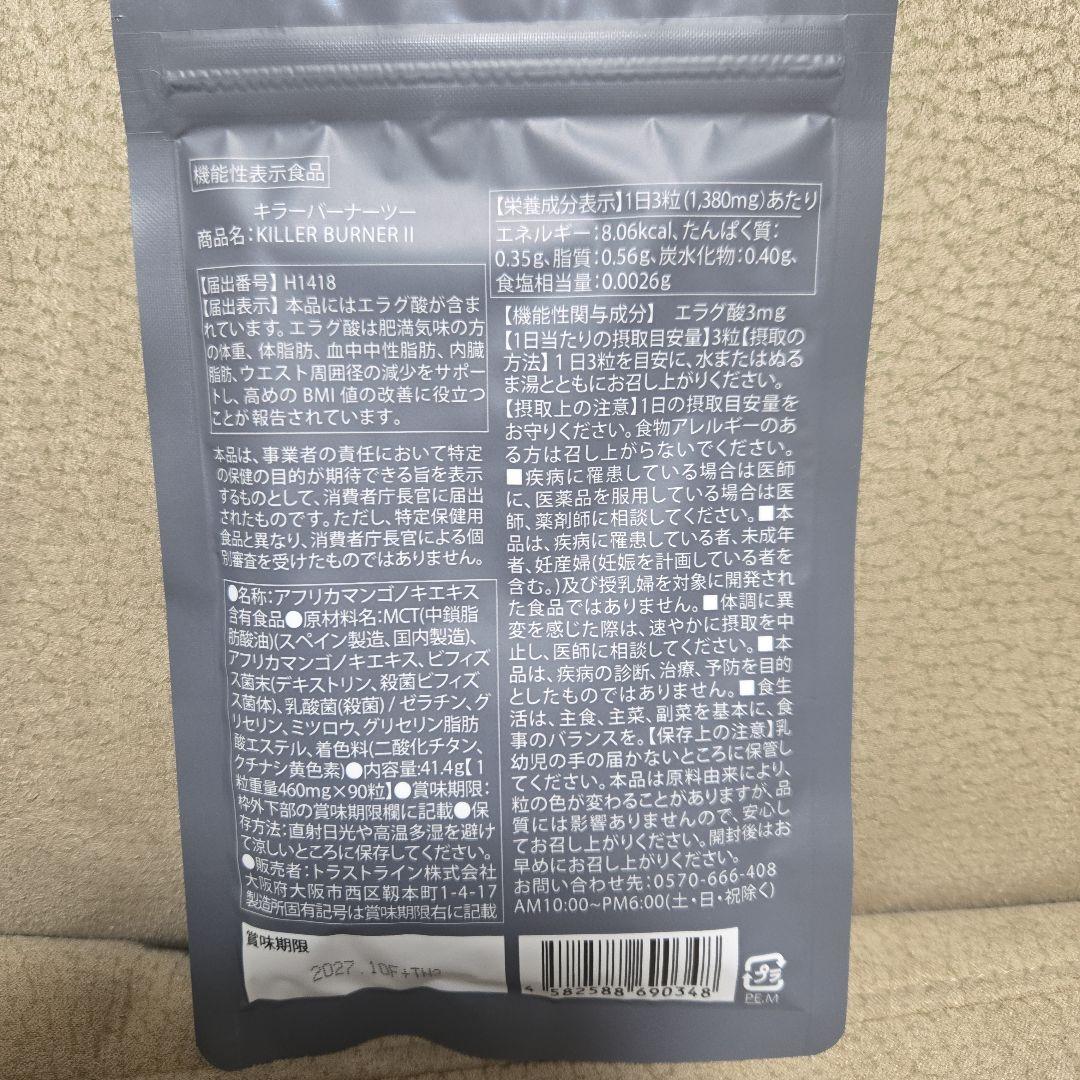 機能性表示食品
キラーバーナーツー
商品名：KILLER BURNER II
【届出番号】 H1418
【届出表示】 本品にはエラグ酸が含ま
れています。エラグ酸は肥満気味の方
の体重、体脂肪、血中中性脂肪、内臓
脂肪、ウエスト周囲径の減少をサポー
トし、高めの BMI 値の改善に役立つ
ことが報告されています。
本品は、事業者の責任において特定
の保健の目的が期待できる旨を表示
するものとして、消費者庁長官に届出
されたものです。ただし、特定保健用
食品と異なり、消費者庁長官による個
別審査を受けたものではありません。
●名称：アフリカマンゴノキエキス
含有食品●原材料名：MCT(中鎖脂
肪酸油)(スペイン製造、国内製造)、
アフリカマンゴノキエキス、ビフィズ
ス菌末(デキストリン、殺菌ビフィズ
ス菌体)、乳酸菌(殺菌) / ゼラチン、グ
リセリン、ミツロウ、グリセリン脂肪
酸エステル、着色料(二酸化チタン、
クチナシ黄色素)●内容量:41.4g【1
粒重量460mg×90粒】●賞味期限：
枠外下部の賞味期限欄に記載●保
存方法：直射日光や高温多湿を避け
て涼しいところに保存してください。
●販売者：トラストライン株式会社
大阪府大阪市西区靱本町1-4-17
製造所固有記号は賞味期限右に記載
賞味期限
2027.10F+TN2
【栄養成分表示】1日3粒(1,380mg)あたり
エネルギー：8.06kcal、たんぱく質：
0.35g、脂質：0.56g、炭水化物：0.40g、
食塩相当量：0.0026g
【機能性関与成分】 エラグ酸3mg
【1日当たりの摂取目安量】3粒【摂取の
方法】1日3粒を目安に、水またはぬる
ま湯とともにお召し上がりください。
【摂取上の注意】1日の摂取目安量を
お守りください。食物アレルギーのあ
る方は召し上がらないでください。
■疾病に罹患している場合は医師
に、医薬品を服用している場合は医
師、薬剤師に相談してください。■本
品は、疾病に罹患している者、未成年
者、妊産婦(妊娠を計画している者を
含む。)及び授乳婦を対象に開発され
た食品ではありません。■体調に異
変を感じた際は、速やかに摂取を中
止し、医師に相談してください。■本
品は、疾病の診断、治療、予防を目的
としたものではありません。■食生
活は、主食、主菜、副菜を基本に、食
事のバランスを。【保存上の注意】乳
幼児の手の届かないところに保管し
てください。本品は原料由来により、
粒の色が変わることがありますが、品
質には影響ありませんので、安心し
てお召し上がりください。開封後はお
早めにお召し上がりください。
お問い合わせ先：0570-666-408
AM10:00~PM6:00(土・日・祝除く)
4 582588 690348
プラ
PE.M